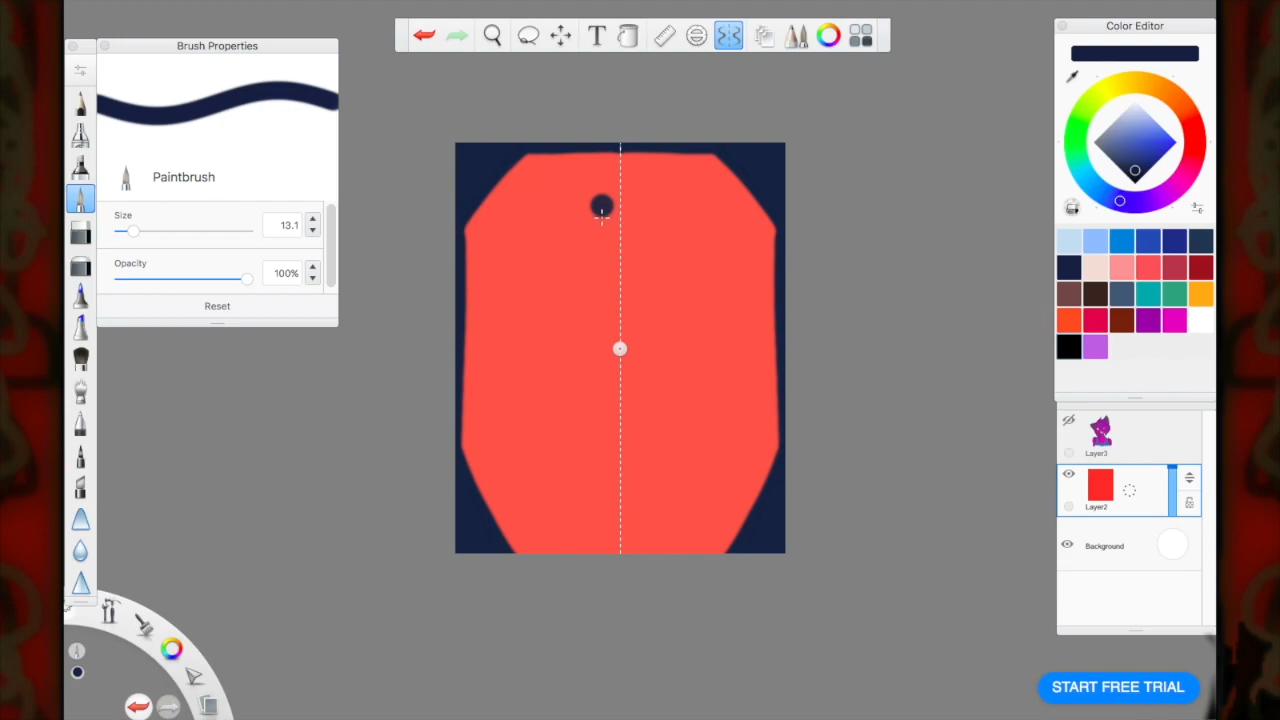 Brush Properties
Paintbrush
Size
13.1
Opacity
100%
Reset
T
Color Editor
Layer3
Layer2
Background
START FREE TRIAL